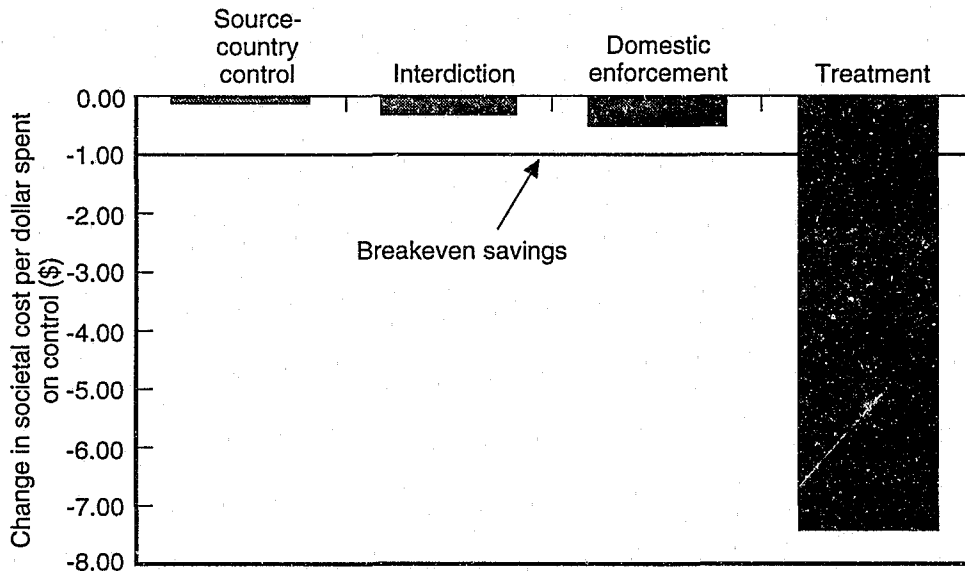 Source-
country
control
Interdiction
Domestic
enforcement
Treatment
Change in societal cost per dollar spent
on control ($)
0.00
-1.00
-2.00
-3.00
-4.00
-5.00
-6.00
-7.00
-8.00
Breakeven savings